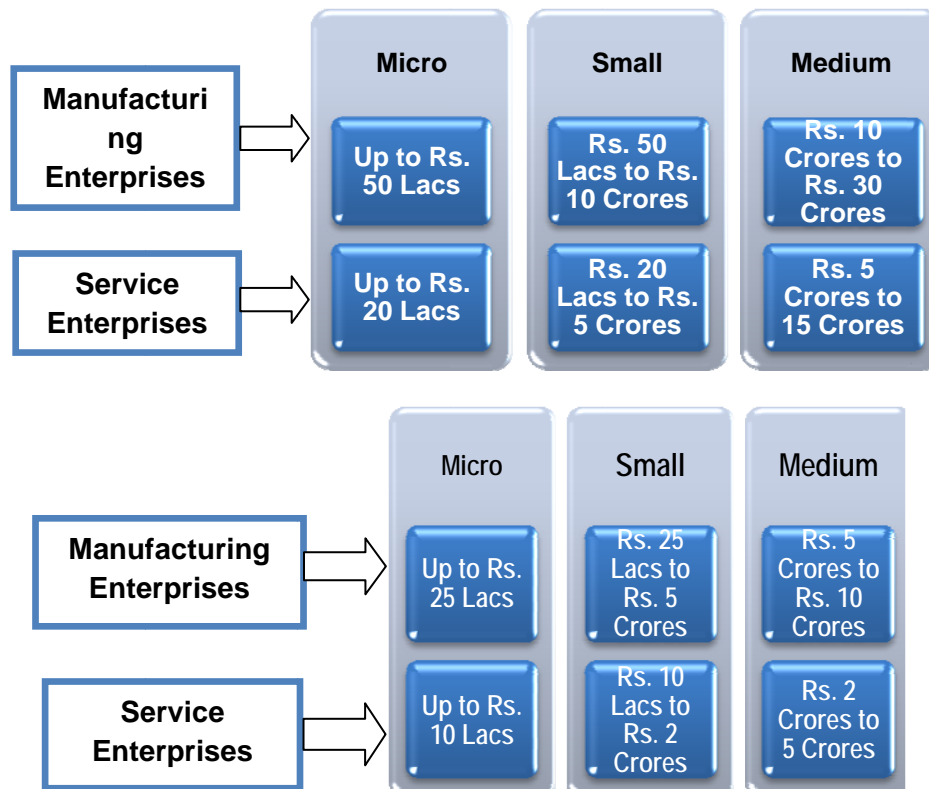 Micro
Small
Medium
Manufacturi
ng
Enterprises
Up to Rs.
50 Lacs
Rs. 50
Lacs to Rs.
10 Crores
Rs. 10
Crores to
Rs. 30
Crores
Service
Enterprises
Up to Rs.
20 Lacs
Rs. 20
Lacs to Rs.
5 Crores
Rs. 5
Crores to
15 Crores
Micro
Small
Medium
Manufacturing
Enterprises
Up to Rs.
25 Lacs
Rs. 25
Lacs to
Rs. 5
Crores
Rs. 5
Crores to
Rs. 10
Crores
Service
Enterprises
Up to Rs.
10 Lacs
Rs. 10
Lacs to
Rs. 2
Crores
Rs. 2
Crores to
5 Crores